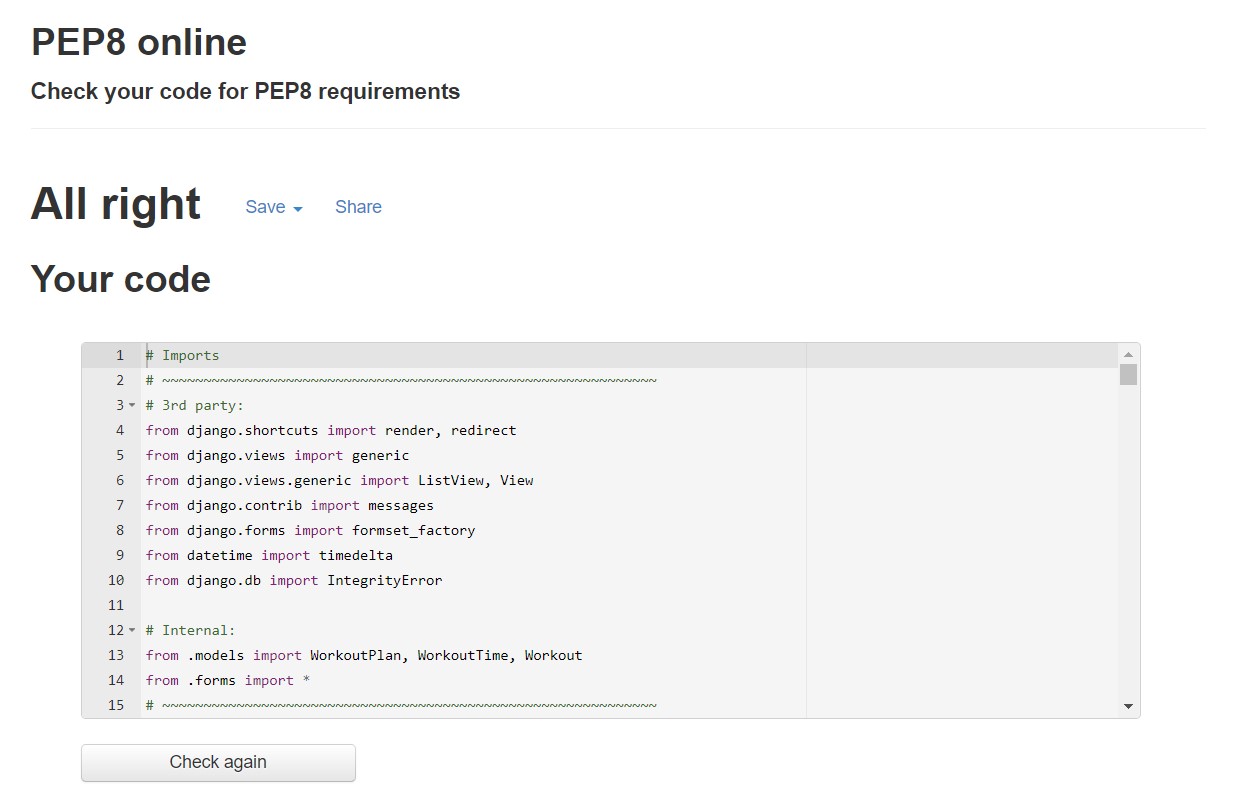 PEP8 online
Check your code for PEP8 requirements
All right Save Share
Your code
1 # Imports
2 # ~~~~~~~~~~~~~~~~~~~~~~~~~~~~~~~~~~~~~~~~~~~~~~~~~~~~~~~~~~~~
3 # 3rd party:
4 from django.shortcuts import render, redirect
5 from django.views import generic
6 from django.views.generic import ListView, View
7 from django.contrib import messages
8 from django.forms import formset_factory
9 from datetime import timedelta
10 from django.db import IntegrityError
11
12 # Internal:
13 from .models import WorkoutPlan, WorkoutTime, Workout
14 from .forms import *
15 # ~~~~~~~~~~~~~~~~~~~~~~~~~~~~~~~~~~~~~~~~~~~~~~~~~~~~~~~~~~~~
Check again